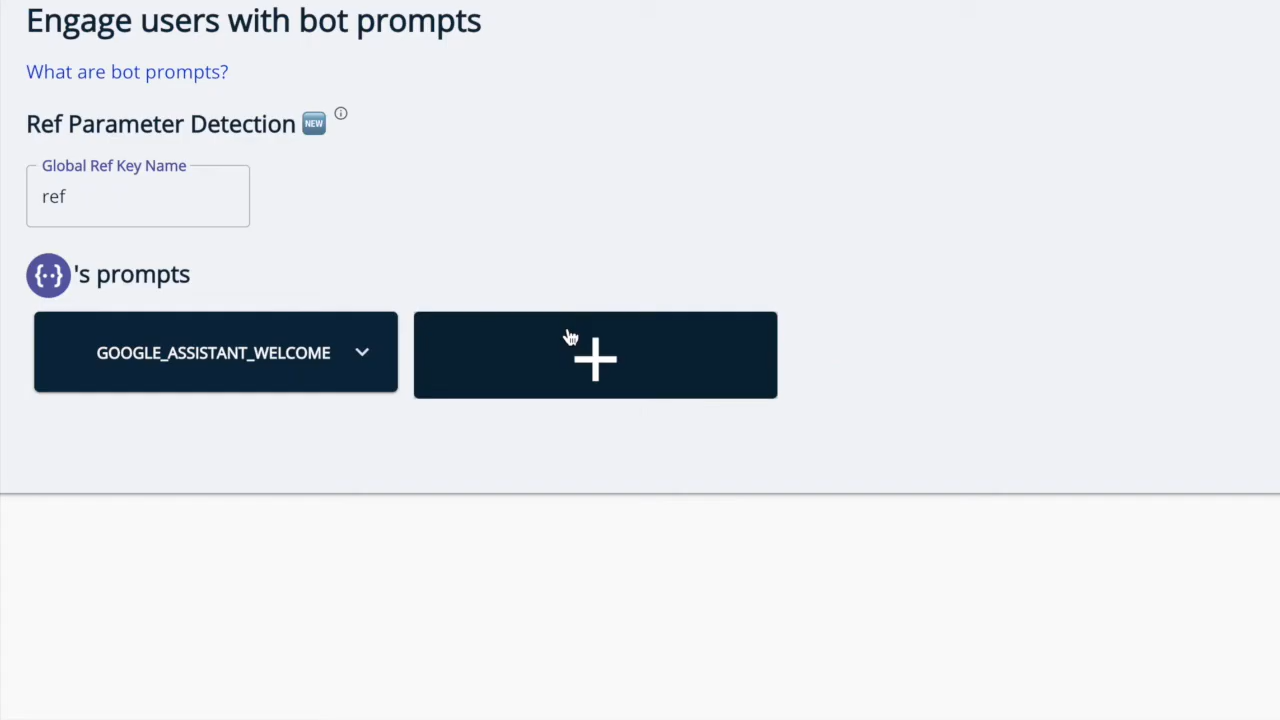 Engage users with bot prompts
What are bot prompts?
Ref Parameter Detection NEW
Global Ref Key Name
ref
{··} 's prompts
GOOGLE_ASSISTANT_WELCOME